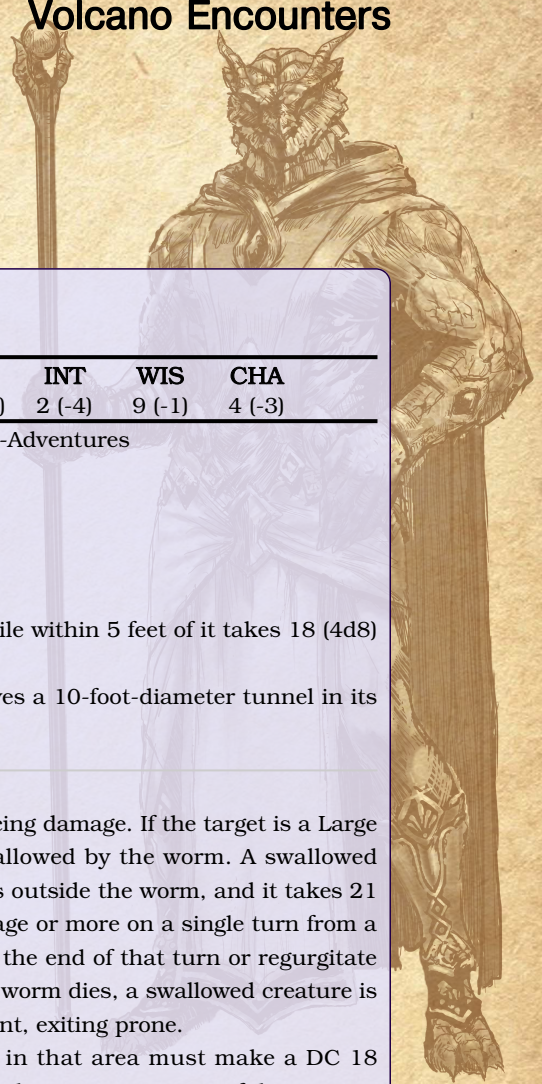 Volcano Encounters
INT WIS CHA
) 2 (-4) 9 (-1) 4 (-3)
-Adventures
ile within 5 feet of it takes 18 (4d8)
es a 10-foot-diameter tunnel in its
cing damage. If the target is a Large
allowed by the worm. A swallowed
s outside the worm, and it takes 21
age or more on a single turn from a
the end of that turn or regurgitate
worm dies, a swallowed creature is
nt, exiting prone.
in that area must make a DC 18